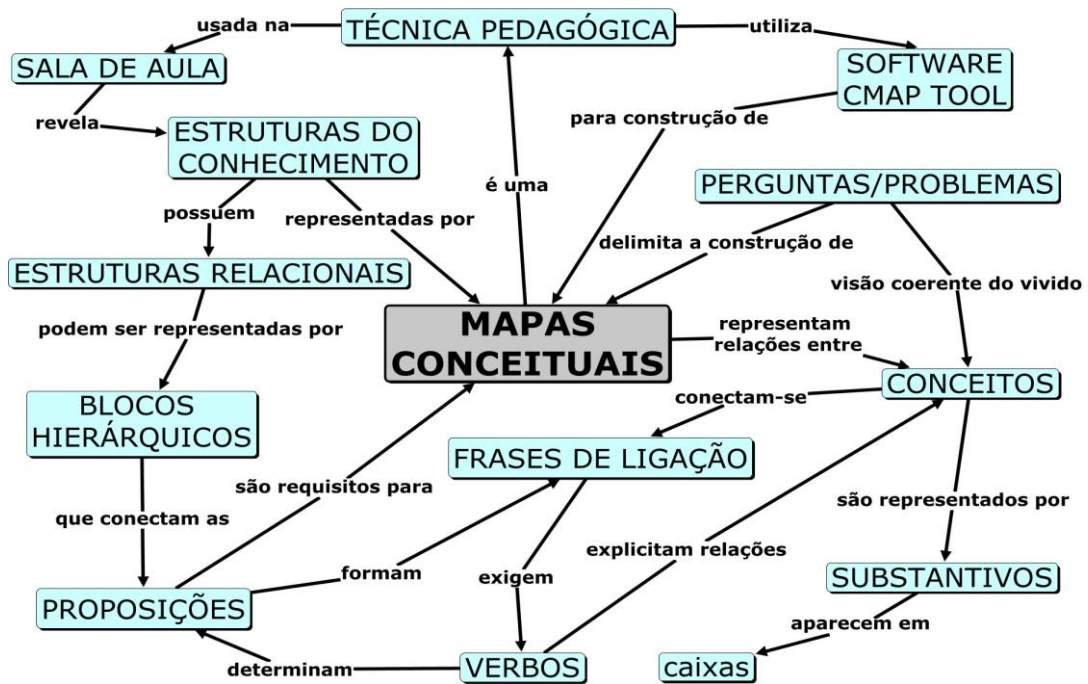 usada na
TÉCNICA PEDAGÓGICA
utiliza
SALA DE AULA
SOFTWARE
CMAP TOOL
revela
ESTRUTURAS DO
CONHECIMENTO
para construção de
é uma
PERGUNTAS/PROBLEMAS
possuem
representadas por
delimita a construção de
ESTRUTURAS RELACIONAIS
visão coerente do vivido
podem ser representadas por
MAPAS
CONCEITUAIS
representam
relações entre
CONCEITOS
BLOCOS
HIERÁRQUICOS
conectam-se
FRASES DE LIGAÇÃO
são requisitos para
são representados por
que conectam as
formam
exigem
explicitam relações
SUBSTANTIVOS
PROPOSIÇÕES
aparecem em
determinam
VERBOS
caixas